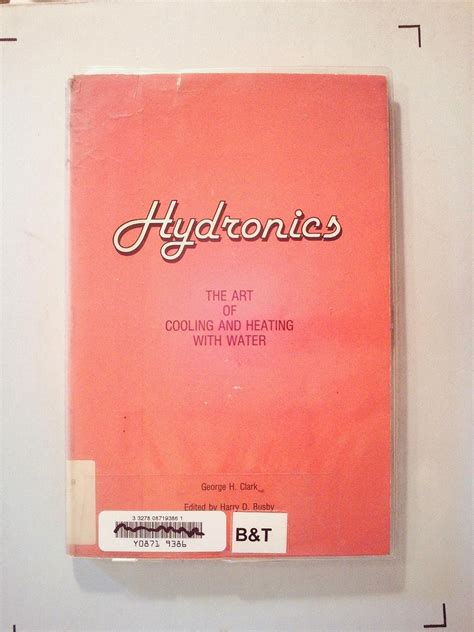 Hydronics
THE ART
OF
COOLING AND HEATING
WITH WATER
George H. Clark
Edited by Harry D. Busby
3 3278 08719386 1
Y0871 9386
B&T